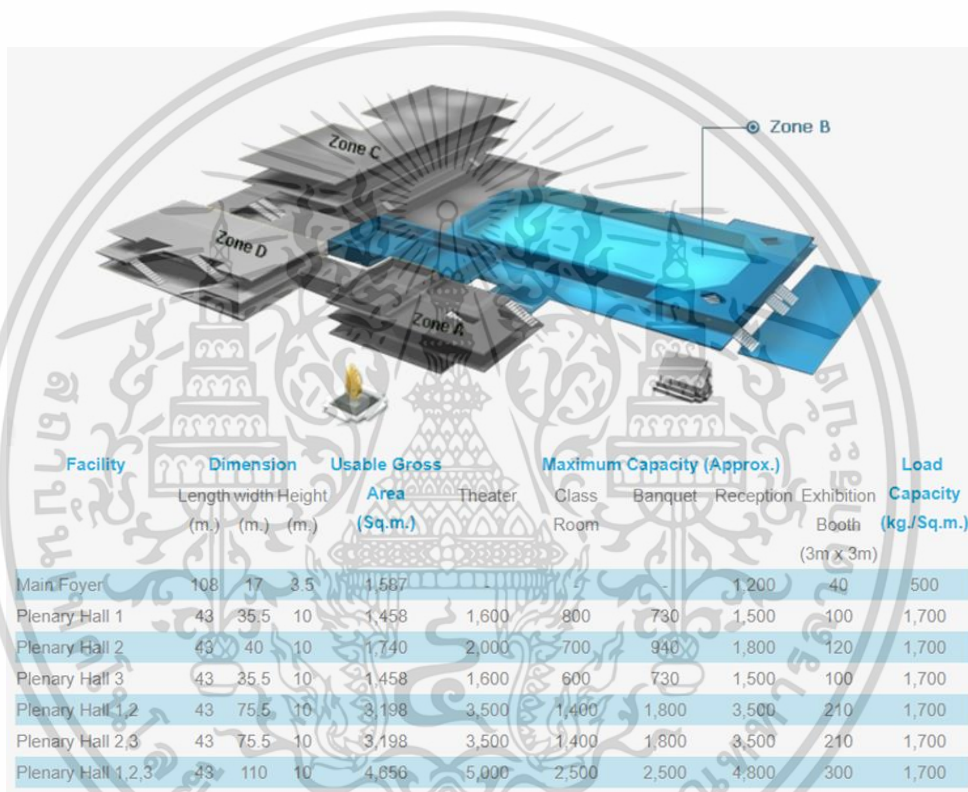 Zone B
Zone C
Zone D
Zone A
Facility Dimension Usable Gross Maximum Capacity (Approx.) Load
Length width Height Area Theater Class Banquet Reception Exhibition Capacity
(m.) (m.) (m.) (Sq.m.) Room Booth (kg./Sq.m.)
(3m x 3m)
Main Foyer 108 17 3.5 1,587 - - - 1,200 40 500
Plenary Hall 1 43 35.5 10 1,458 1,600 800 730 1,500 100 1,700
Plenary Hall 2 43 40 10 1,740 2,000 700 940 1,800 120 1,700
Plenary Hall 3 43 35.5 10 1,458 1,600 600 730 1,500 100 1,700
Plenary Hall 1,2 43 75.5 10 3,198 3,500 1,400 1,800 3,500 210 1,700
Plenary Hall 2,3 43 75.5 10 3,198 3,500 1,400 1,800 3,500 210 1,700
Plenary Hall 1,2,3 43 110 10 4,656 5,000 2,500 2,500 4,800 300 1,700